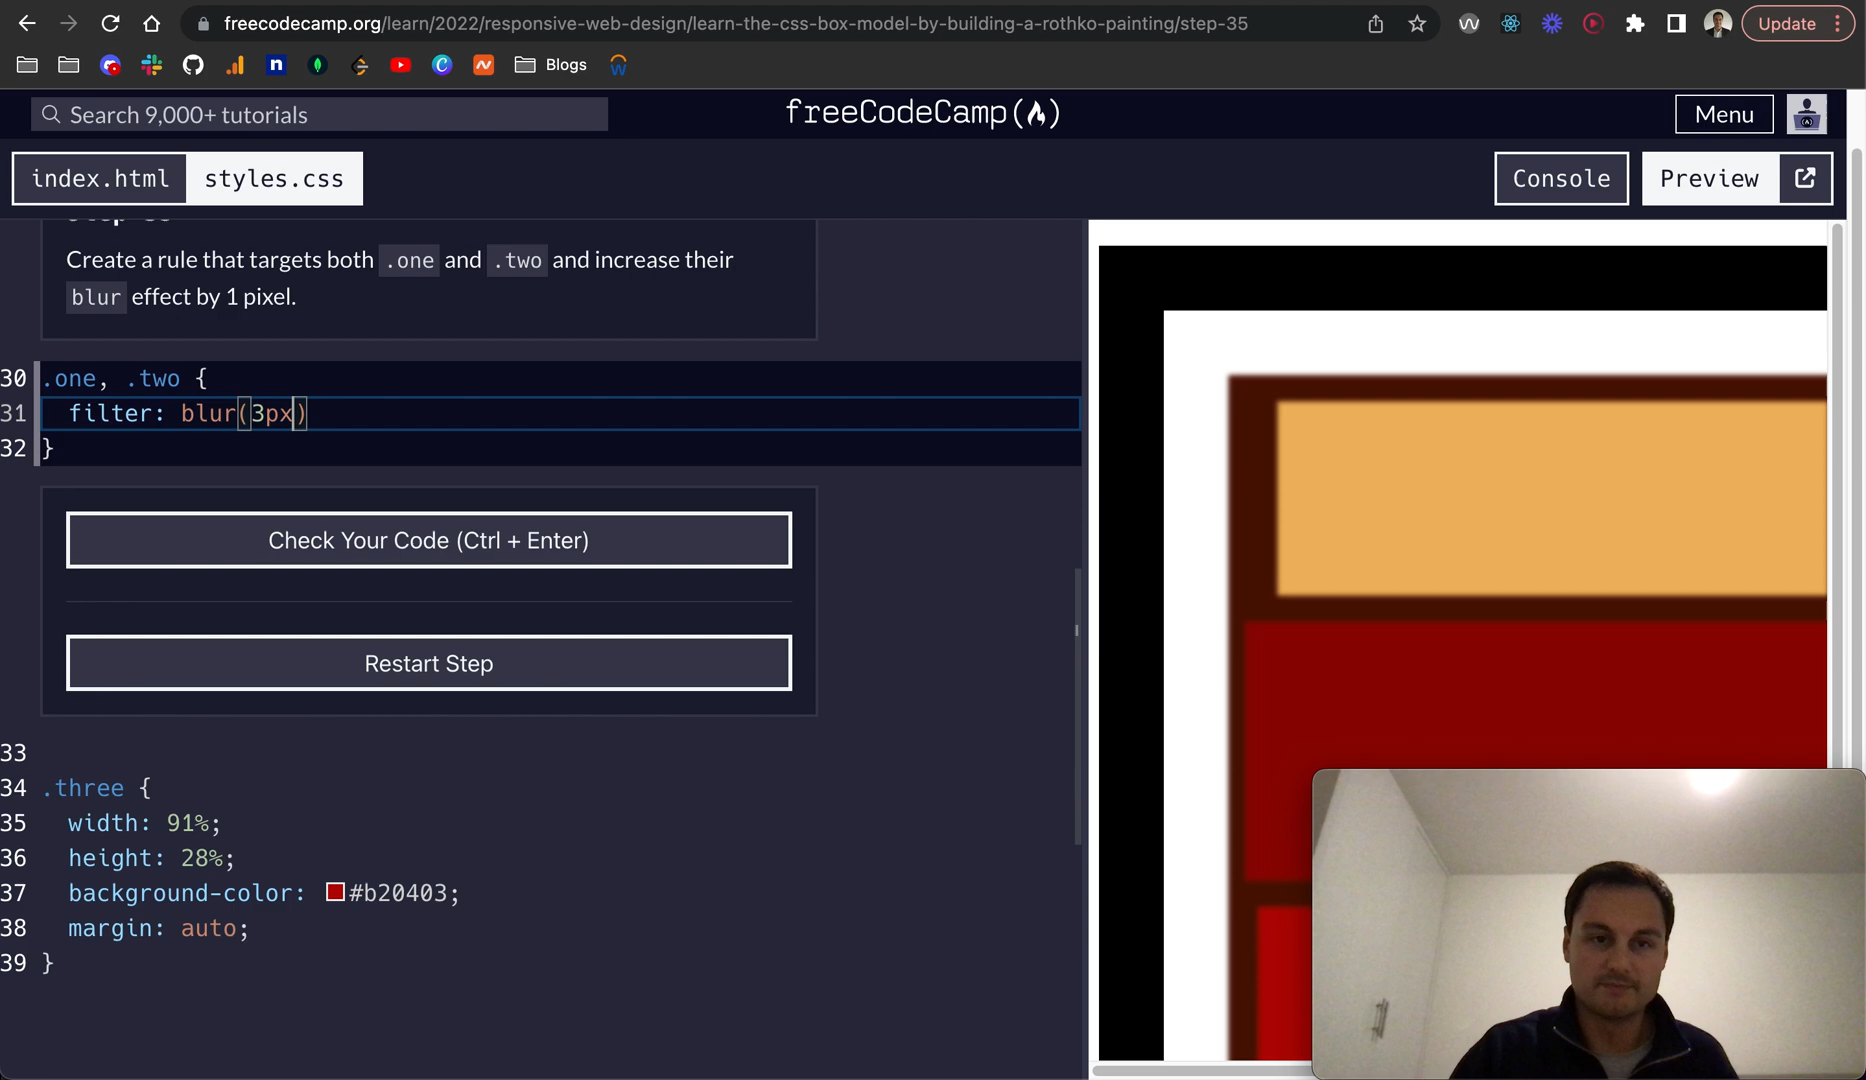 freecodecamp.org/learn/2022/responsive-web-design/learn-the-css-box-model-by-building-a-rothko-painting/step-35
Update
Blogs
Search 9,000+ tutorials
freeCodeCamp(🔥)
Menu
index.html
styles.css
Console
Preview
Create a rule that targets both .one and .two and increase their
blur effect by 1 pixel.
30 .one, .two {
31 filter: blur(3px)
32 }
Check Your Code (Ctrl + Enter)
Restart Step
33
34 .three {
35 width: 91%;
36 height: 28%;
37 background-color: #b20403;
38 margin: auto;
39 }